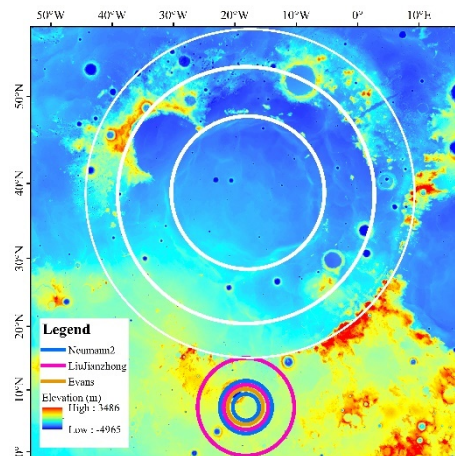 50°W 40°W 30°W 20°W 10°W 0° 10°
50°N
40°N
30°N
20°N
10°N
0°
Legend
Neumann2
LiuJianzhong
Evans
Elevation (m)
High : 3486
Low : -4965